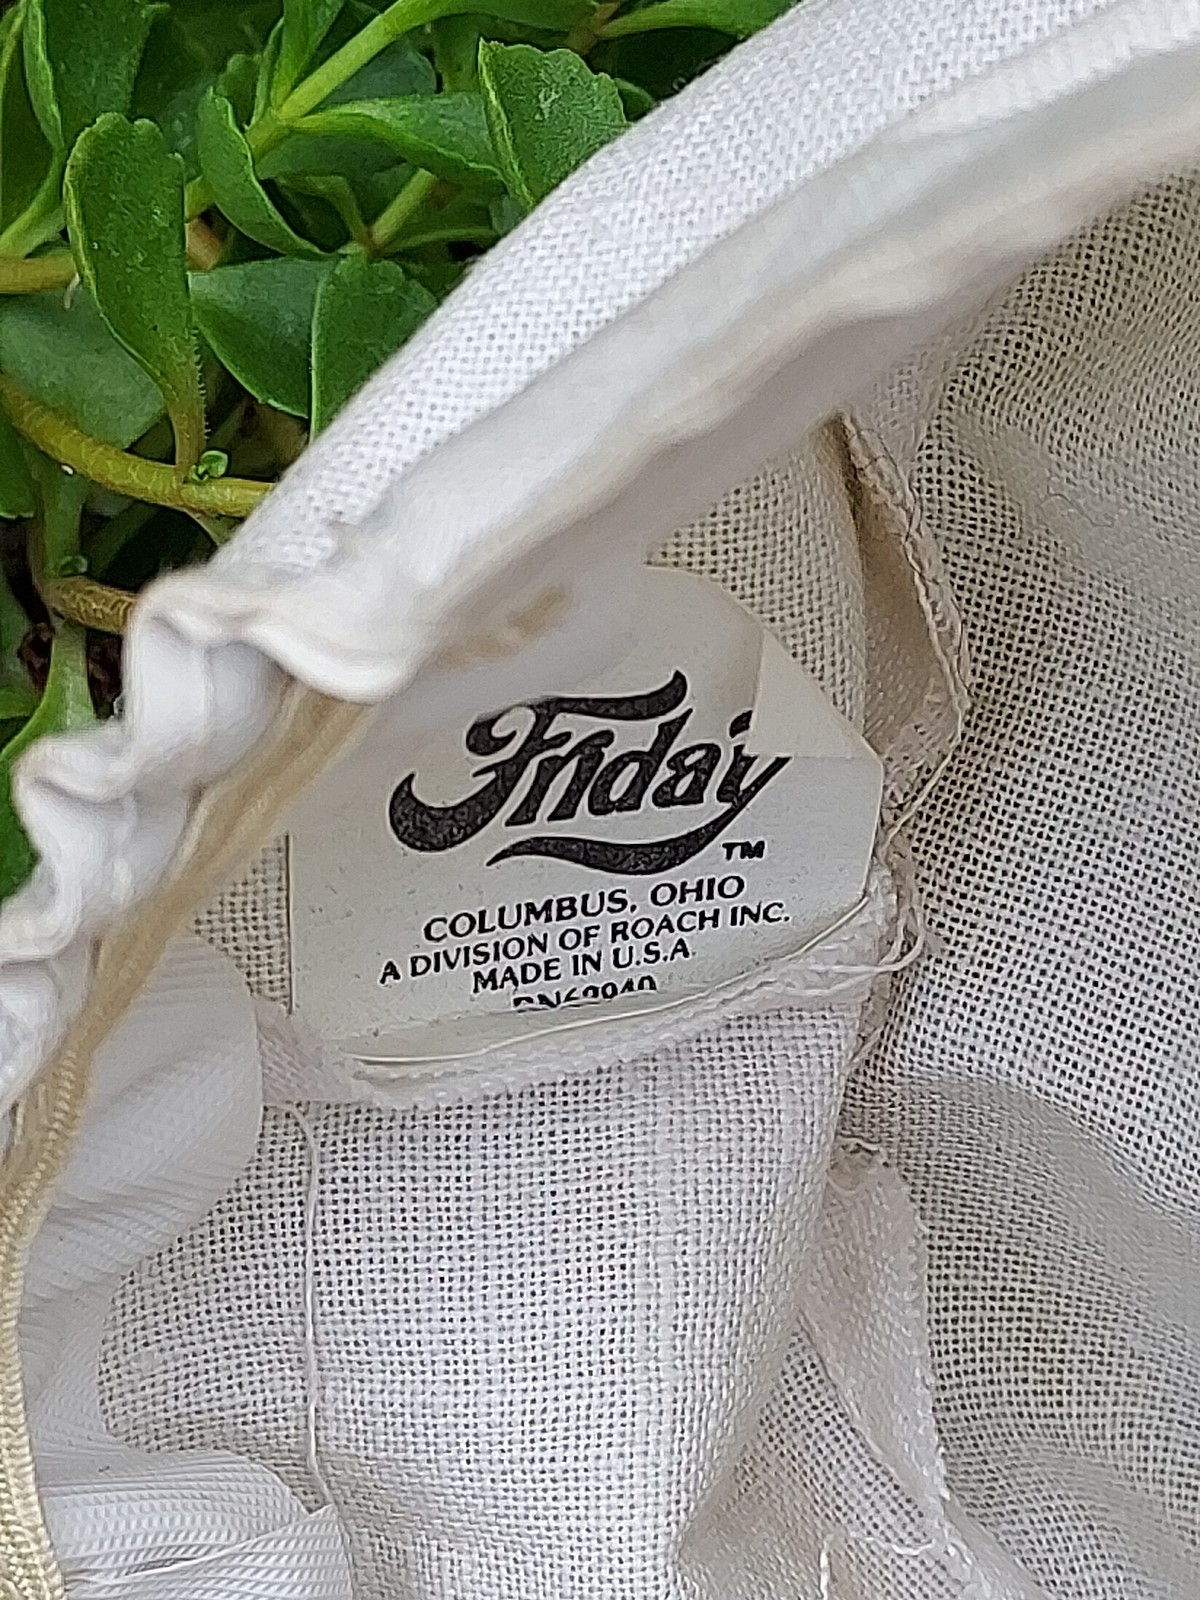 Friday
TM
COLUMBUS, OHIO
A DIVISION OF ROACH INC.
MADE IN U.S.A.